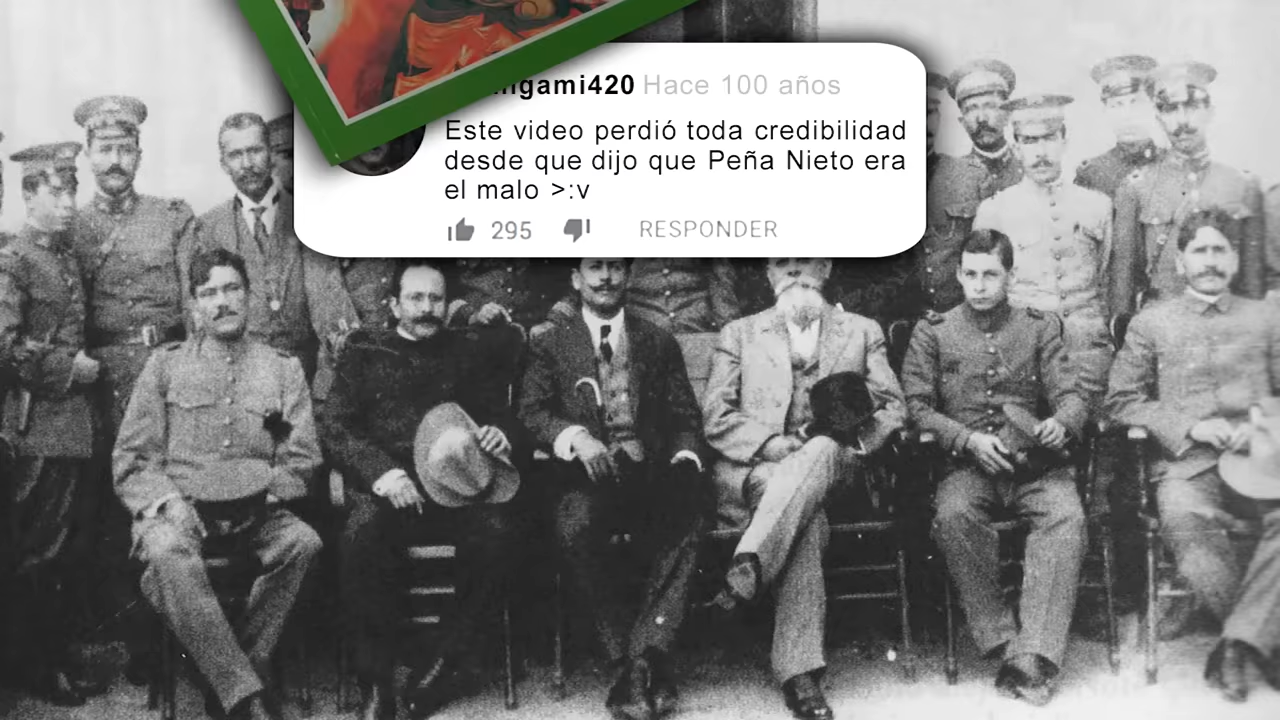 ngami420 Hace 100 años
Este video perdió toda credibilidad
desde que dijo que Peña Nieto era
el malo >:v
295 RESPONDER